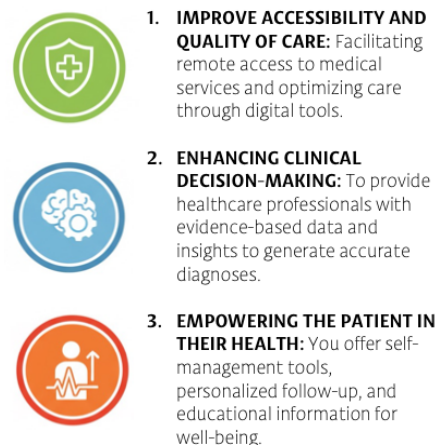 1. IMPROVE ACCESSIBILITY AND
QUALITY OF CARE: Facilitating
remote access to medical
services and optimizing care
through digital tools.
2. ENHANCING CLINICAL
DECISION-MAKING: To provide
healthcare professionals with
evidence-based data and
insights to generate accurate
diagnoses.
3. EMPOWERING THE PATIENT IN
THEIR HEALTH: You offer self-
management tools,
personalized follow-up, and
educational information for
well-being.